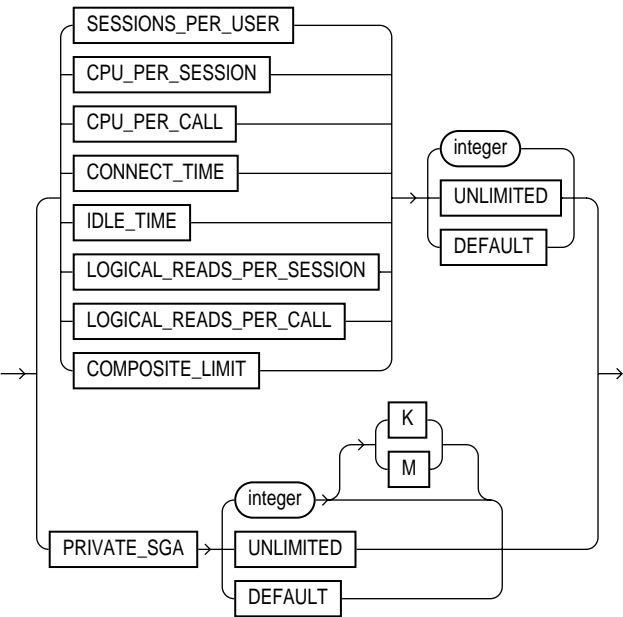 SESSIONS_PER_USER
CPU_PER_SESSION
CPU_PER_CALL
CONNECT_TIME
IDLE_TIME
LOGICAL_READS_PER_SESSION
LOGICAL_READS_PER_CALL
COMPOSITE_LIMIT
integer
UNLIMITED
DEFAULT
PRIVATE_SGA
integer
K
M
UNLIMITED
DEFAULT